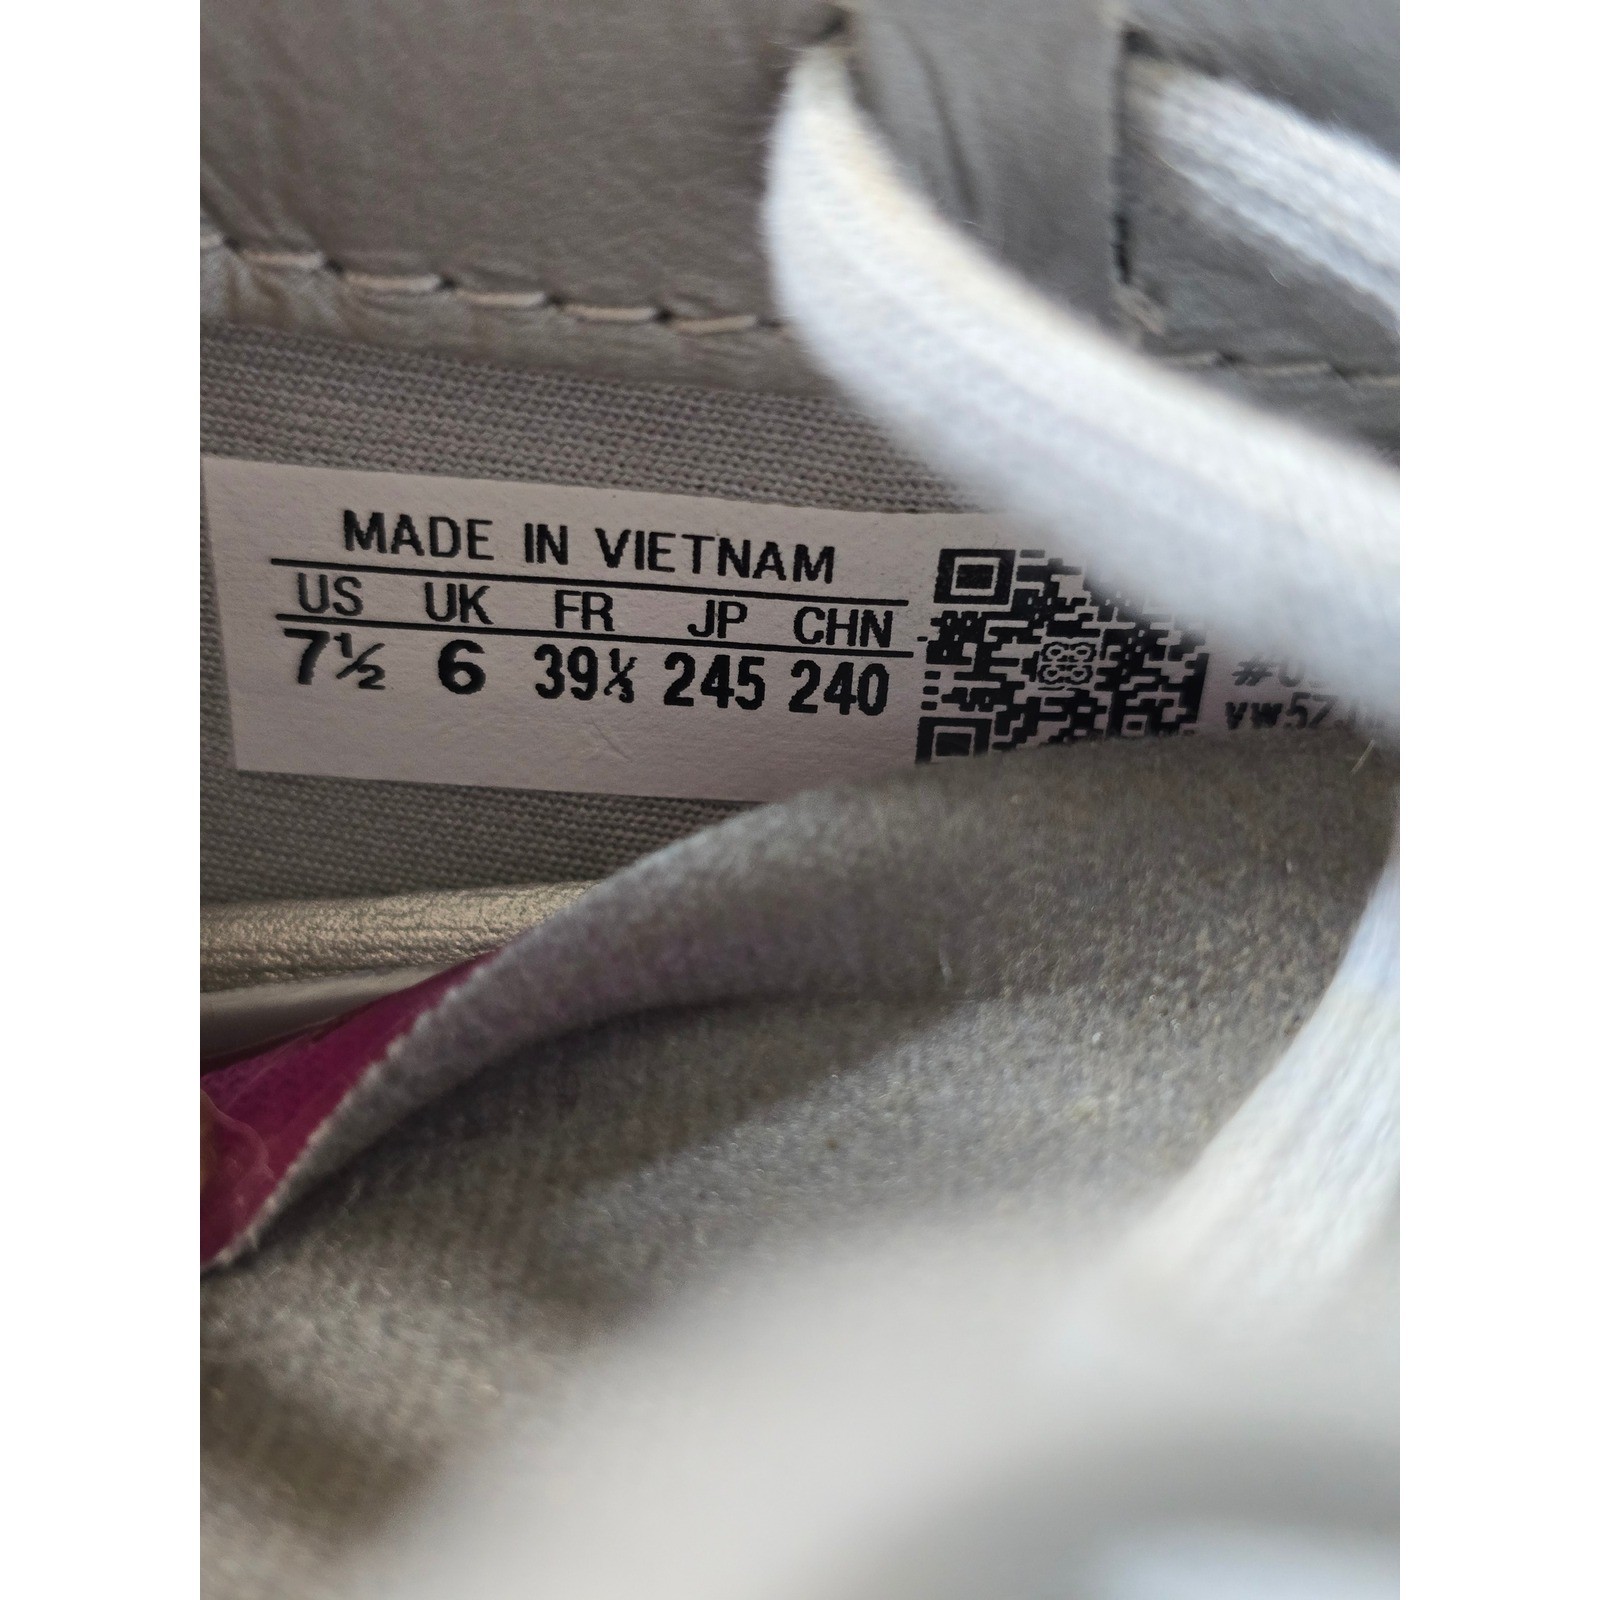 MADE IN VIETNAM
US UK FR JP CHN
7½ 6 39⅓ 245 240